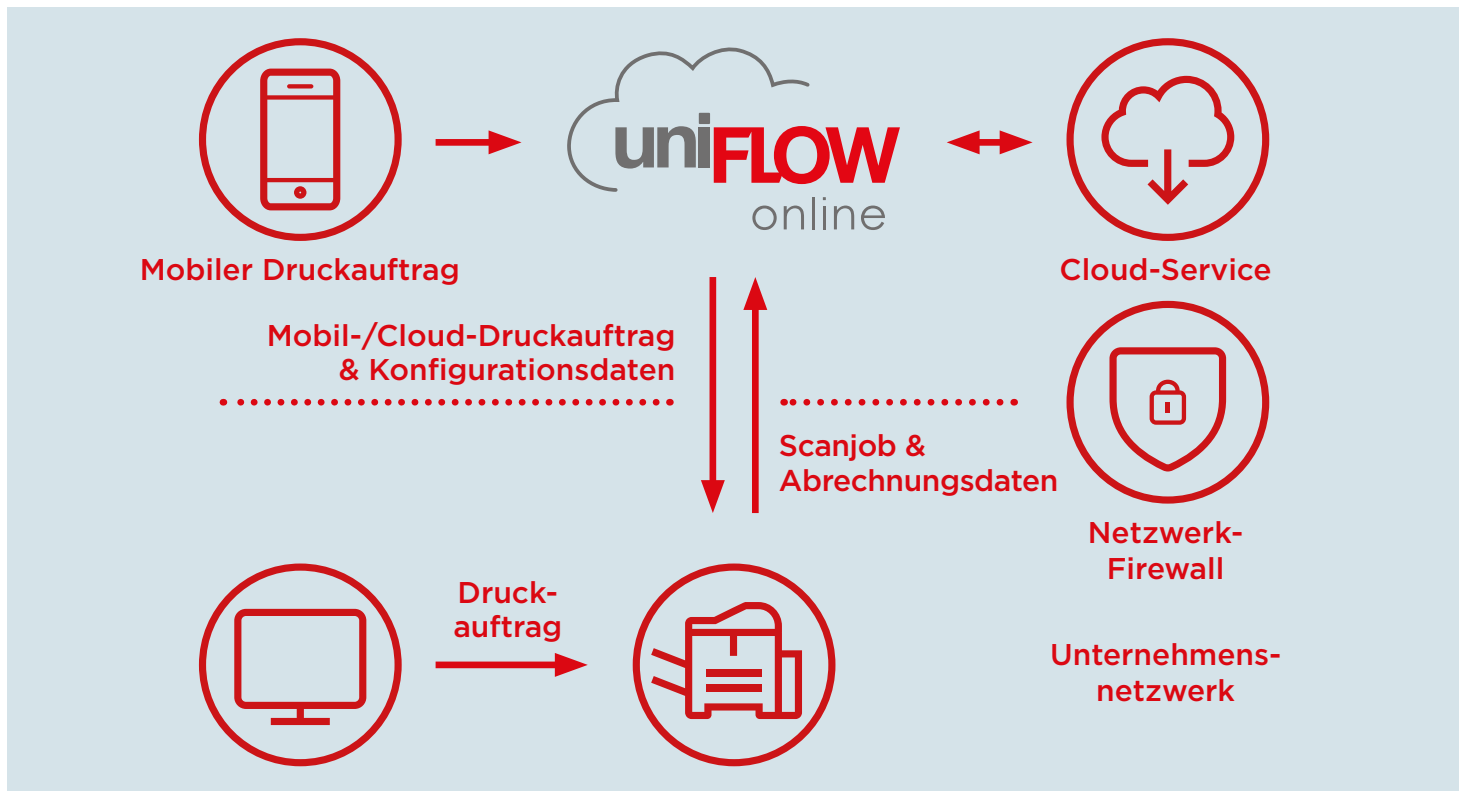 uniFLOW
online
Mobiler Druckauftrag
Cloud-Service
Mobil-/Cloud-Druckauftrag
& Konfigurationsdaten
Scanjob &
Abrechnungsdaten
Netzwerk-
Firewall
Druck-
auftrag
Unternehmens-
netzwerk